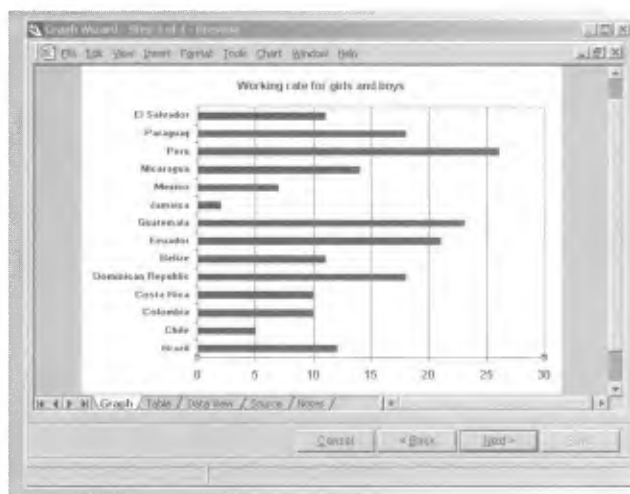 Graph Wizard - Step 3 of 3 - Preview
File Edit View Insert Format Tools Chart Window Help
Working rate for girls and boys
El Salvador
Paraguay
Peru
Nicaragua
Mexico
Jamaica
Guatemala
Ecuador
Belize
Dominican Republic
Costa Rica
Colombia
Chile
Brazil
0 5 10 15 20 25 30
Graph / Table / Data View / Source / Notes /
Cancel < Back Next >